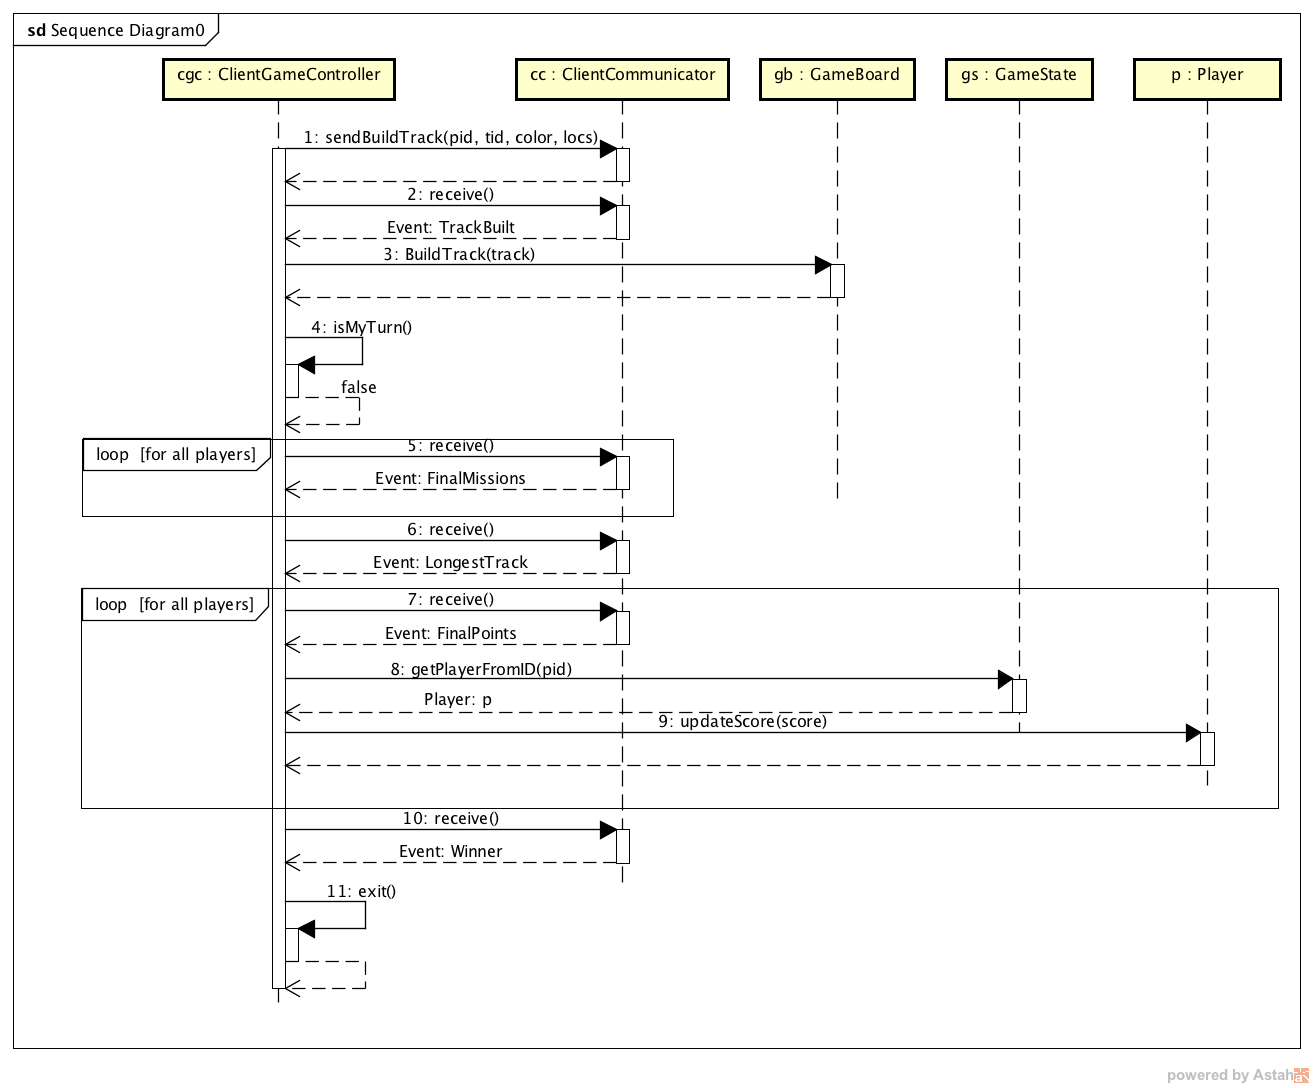 sd Sequence Diagram0
cgc : ClientGameController
cc : ClientCommunicator
gb : GameBoard
gs : GameState
p : Player
1: sendBuildTrack(pid, tid, color, locs)
2: receive()
Event: TrackBuilt
3: BuildTrack(track)
4: isMyTurn()
false
loop [for all players]
5: receive()
Event: FinalMissions
6: receive()
Event: LongestTrack
loop [for all players]
7: receive()
Event: FinalPoints
8: getPlayerFromID(pid)
Player: p
9: updateScore(score)
10: receive()
Event: Winner
11: exit()
powered by Astah